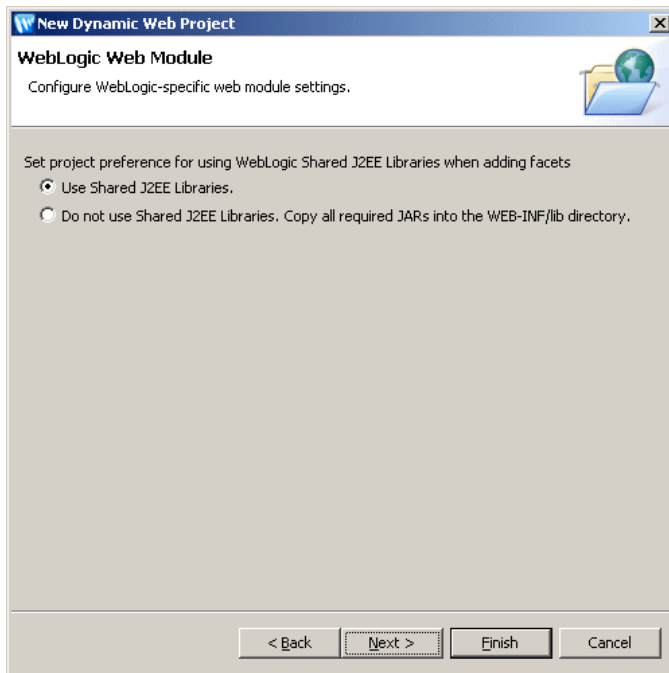 New Dynamic Web Project
WebLogic Web Module
Configure WebLogic-specific web module settings.
Set project preference for using WebLogic Shared J2EE Libraries when adding facets
Use Shared J2EE Libraries.
Do not use Shared J2EE Libraries. Copy all required JARs into the WEB-INF/lib directory.
< Back Next > Finish Cancel